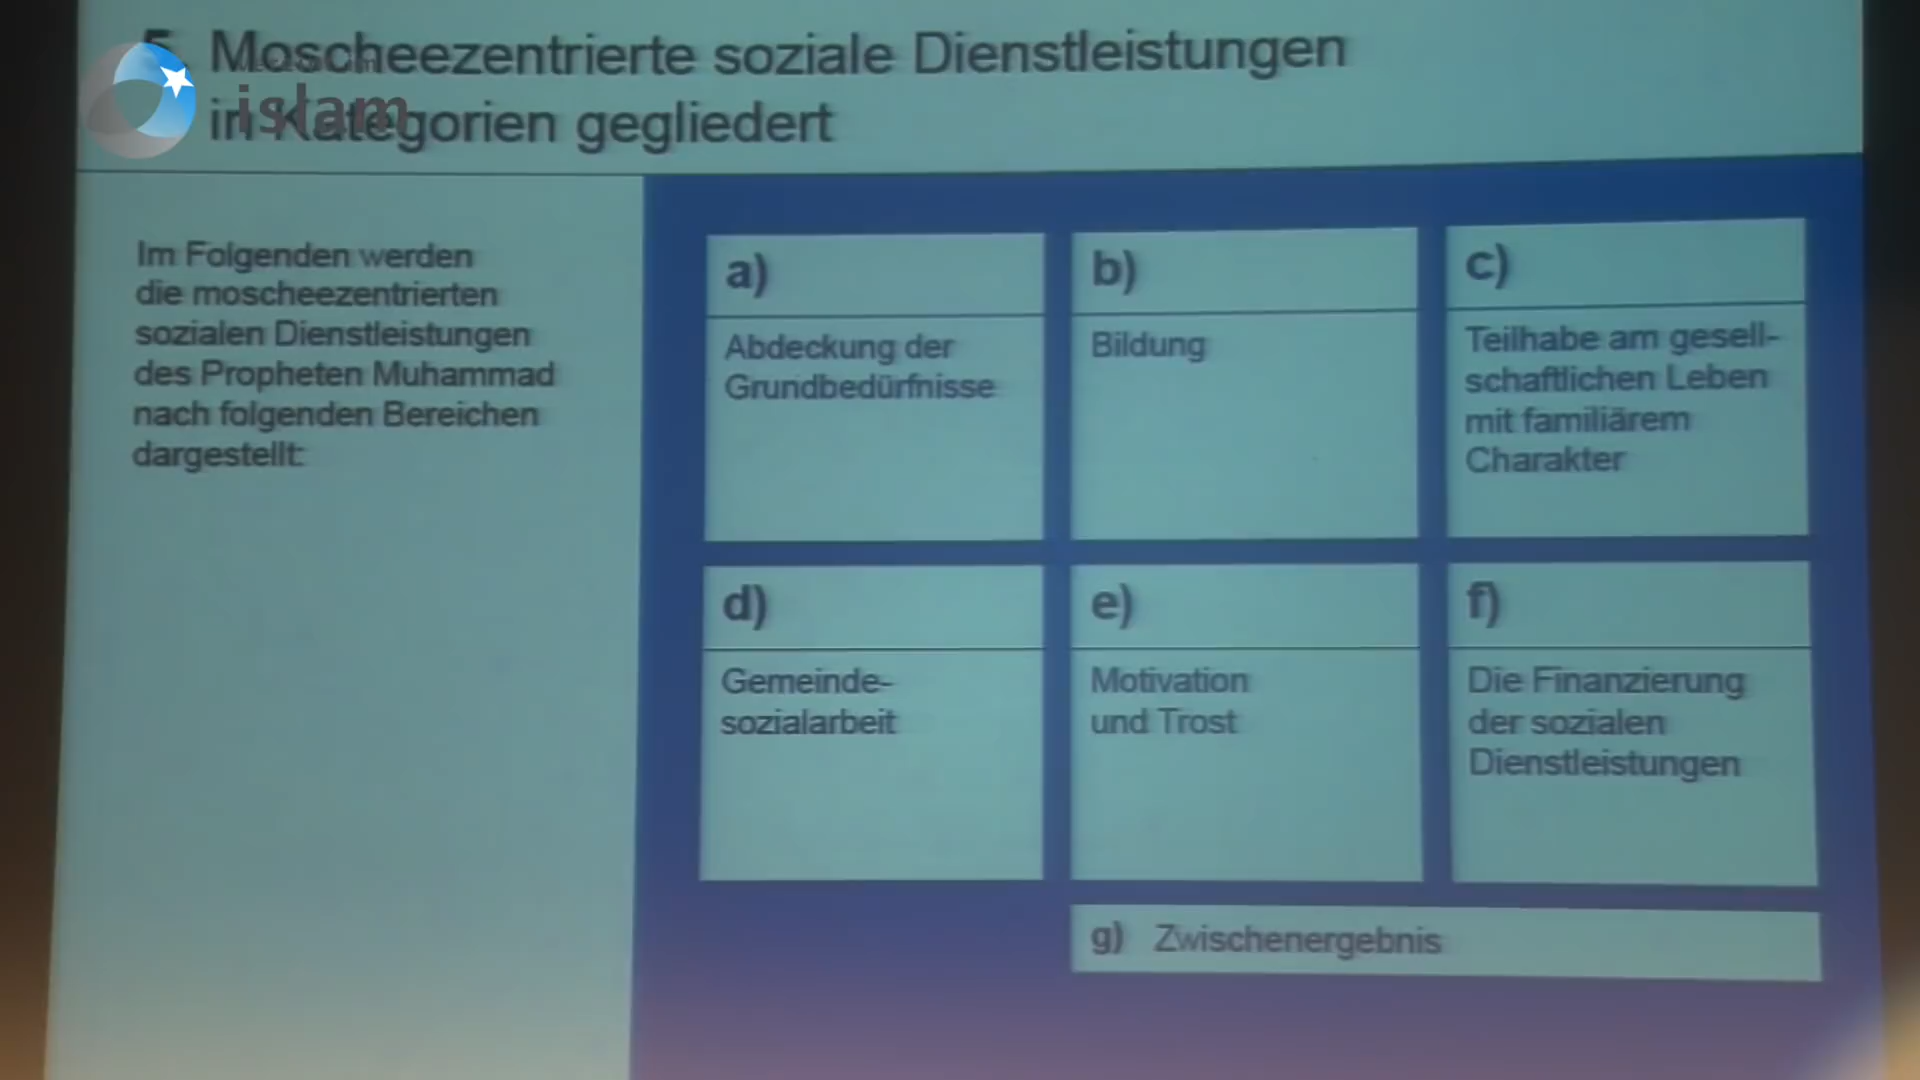 5. Moscheezentrierte soziale Dienstleistungen
in Kategorien gegliedert
islam
Im Folgenden werden
die moscheezentrierten
sozialen Dienstleistungen
des Propheten Muhammad
nach folgenden Bereichen
dargestellt:
a)
Abdeckung der
Grundbedürfnisse
b)
Bildung
c)
Teilhabe am gesell-
schaftlichen Leben
mit familiärem
Charakter
d)
Gemeinde-
sozialarbeit
e)
Motivation
und Trost
f)
Die Finanzierung
der sozialen
Dienstleistungen
g) Zwischenergebnis